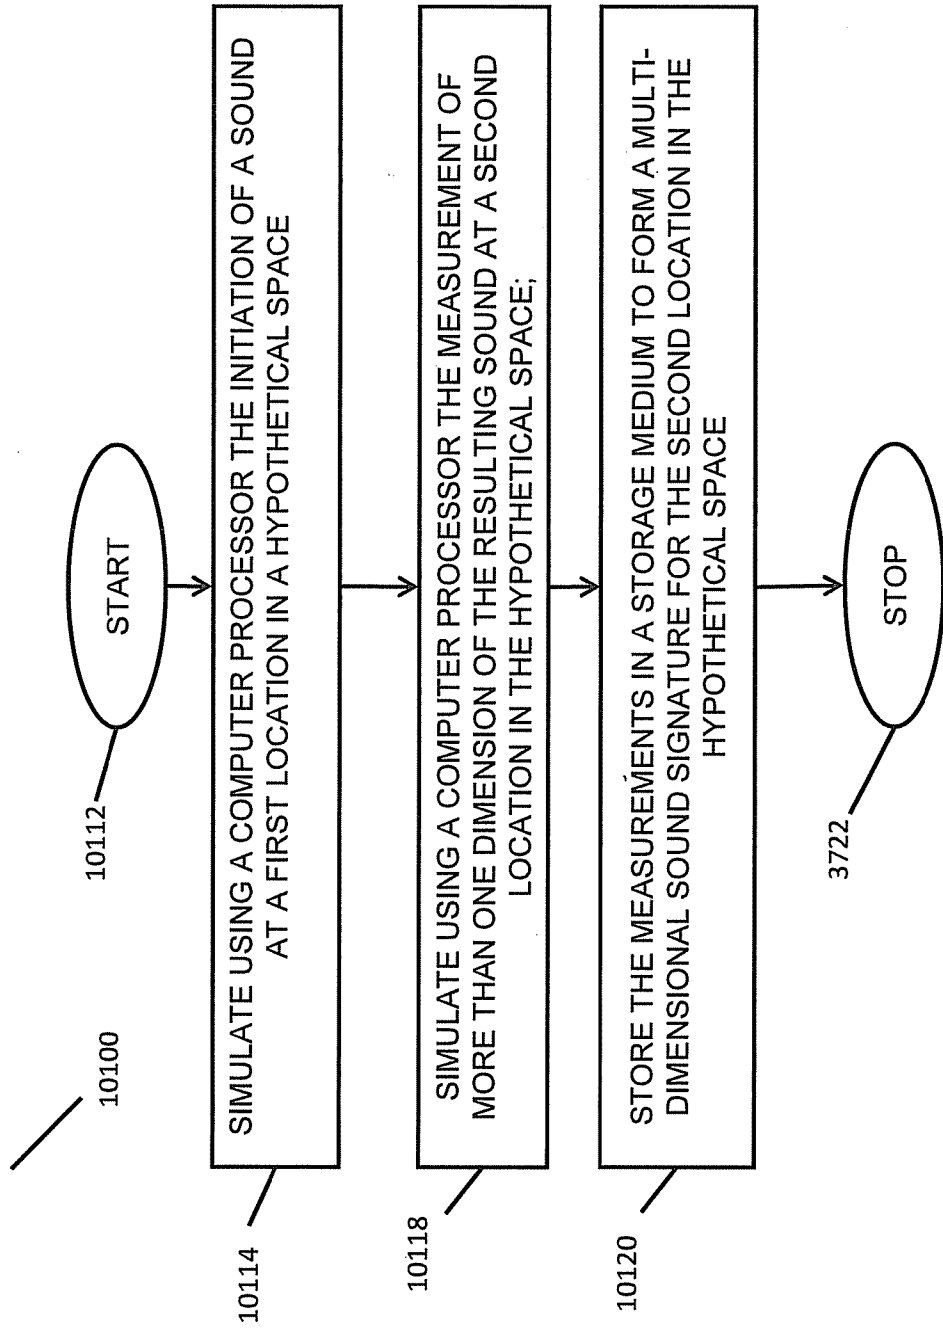 START
10112
10100
SIMULATE USING A COMPUTER PROCESSOR THE INITIATION OF A SOUND
AT A FIRST LOCATION IN A HYPOTHETICAL SPACE
10114
SIMULATE USING A COMPUTER PROCESSOR THE MEASUREMENT OF
MORE THAN ONE DIMENSION OF THE RESULTING SOUND AT A SECOND
LOCATION IN THE HYPOTHETICAL SPACE;
10118
STORE THE MEASUREMENTS IN A STORAGE MEDIUM TO FORM A MULTI-
DIMENSIONAL SOUND SIGNATURE FOR THE SECOND LOCATION IN THE
HYPOTHETICAL SPACE
10120
STOP
3722